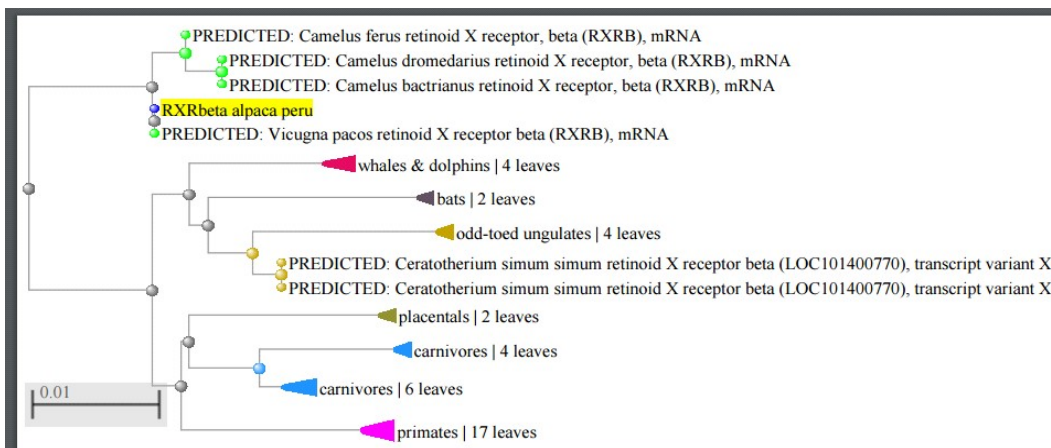 PREDICTED: Camelus ferus retinoid X receptor, beta (RXRB), mRNA
PREDICTED: Camelus dromedarius retinoid X receptor, beta (RXRB), mRNA
PREDICTED: Camelus bactrianus retinoid X receptor, beta (RXRB), mRNA
RXRbeta alpaca peru
PREDICTED: Vicugna pacos retinoid X receptor beta (RXRB), mRNA
whales & dolphins | 4 leaves
bats | 2 leaves
odd-toed ungulates | 4 leaves
PREDICTED: Ceratotherium simum simum retinoid X receptor beta (LOC101400770), transcript variant X
PREDICTED: Ceratotherium simum simum retinoid X receptor beta (LOC101400770), transcript variant X
placentals | 2 leaves
carnivores | 4 leaves
carnivores | 6 leaves
0.01
primates | 17 leaves